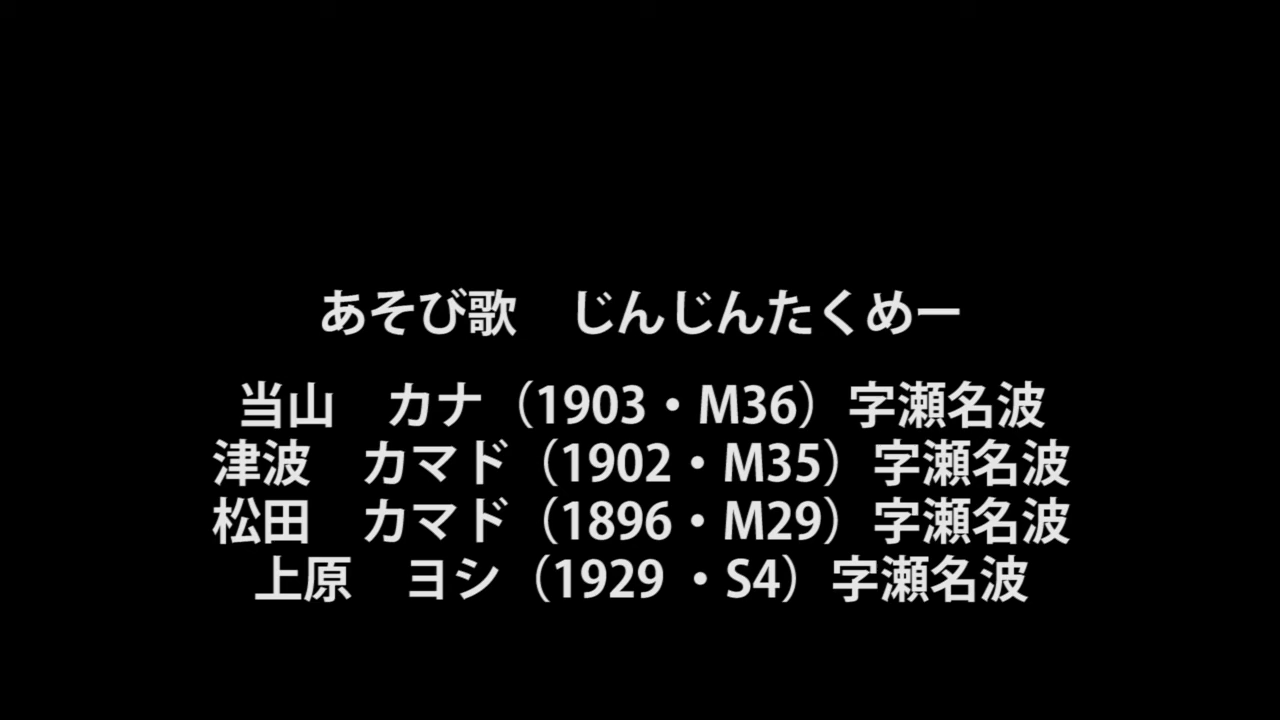 あそび歌　じんじんたくめー
当山　カナ（1903・M36）字瀬名波
津波　カマド（1902・M35）字瀬名波
松田　カマド（1896・M29）字瀬名波
上原　ヨシ（1929 ・S4）字瀬名波